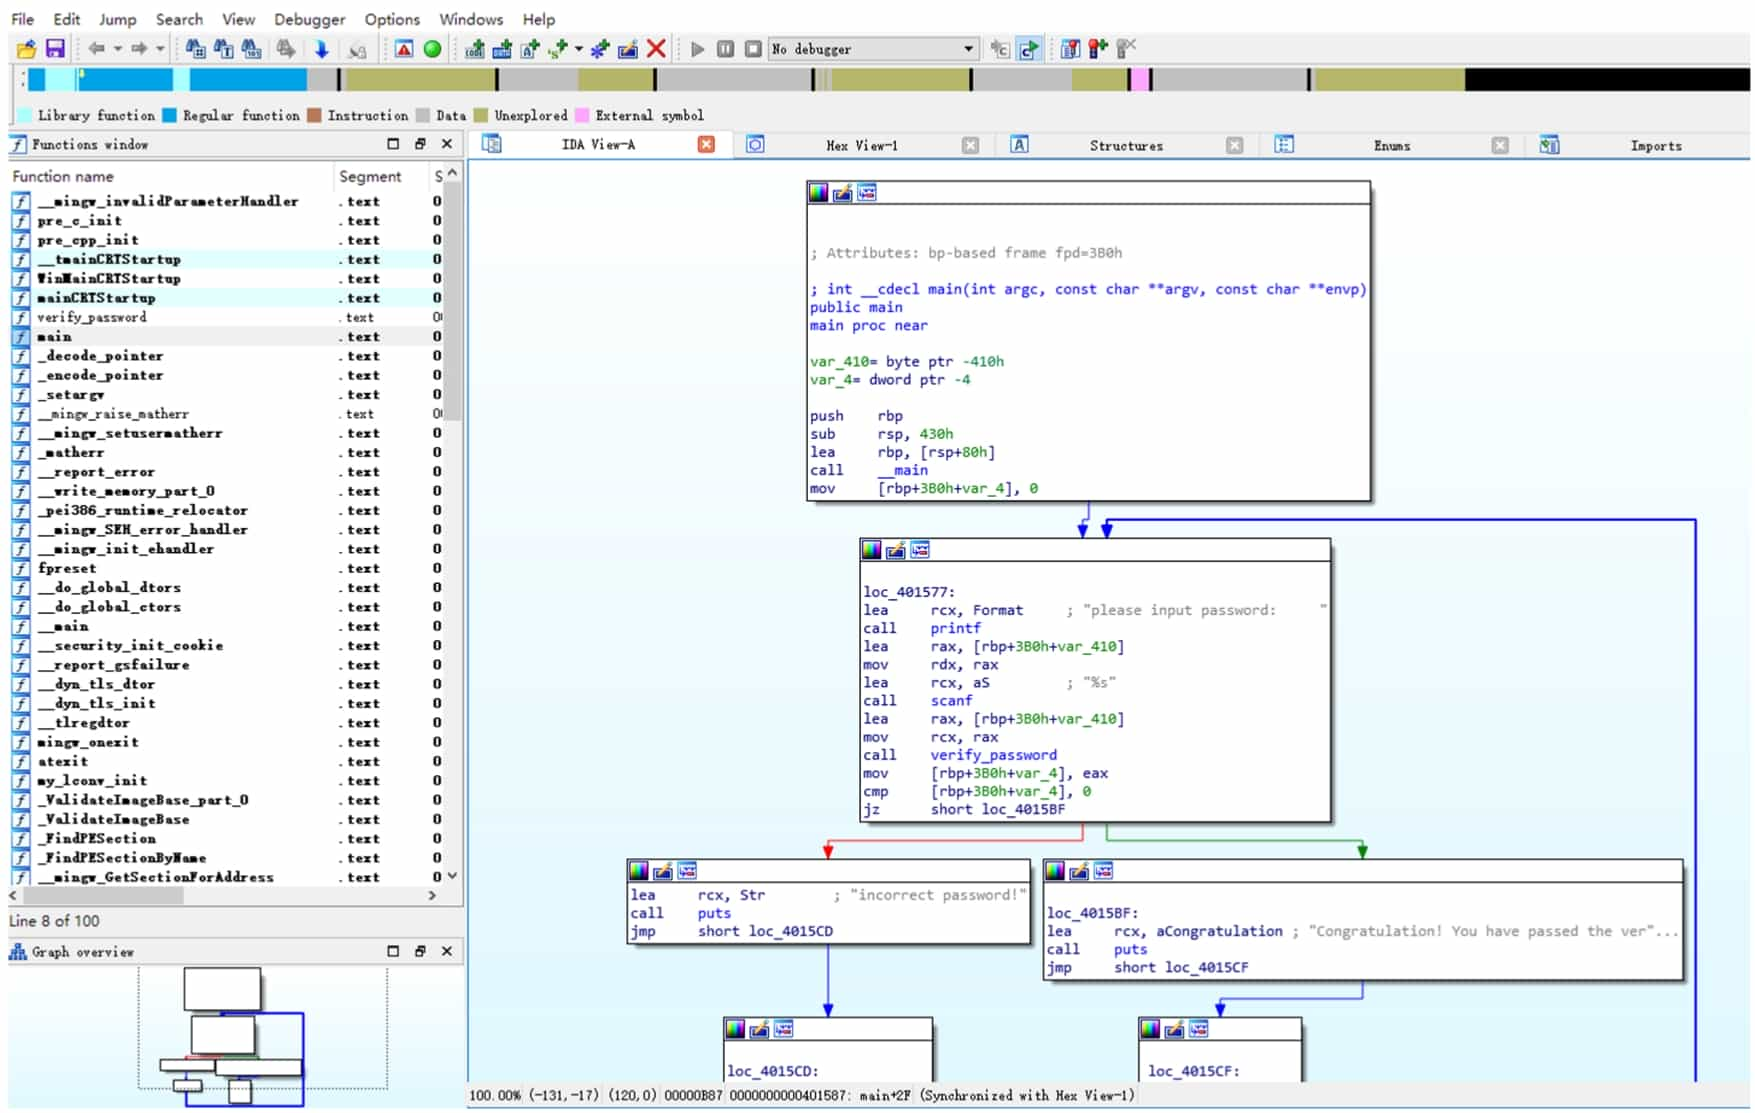 File Edit Jump Search View Debugger Options Windows Help
No debugger
Library function Regular function Instruction Data Unexplored External symbol
Functions window
IDA View-A Hex View-1 Structures Enums Imports
Function name Segment S
__mingw_invalidParameterHandler .text 0
pre_c_init .text 0
pre_cpp_init .text 0
__tmainCRTStartup .text 0
WinMainCRTStartup .text 0
mainCRTStartup .text 0
verify_password .text 0
main .text 0
_decode_pointer .text 0
_encode_pointer .text 0
_setargv .text 0
__mingw_raise_matherr .text 0
__mingw_setusermatherr .text 0
_matherr .text 0
__report_error .text 0
__write_memory_part_0 .text 0
_pei386_runtime_relocator .text 0
__mingw_SEH_error_handler .text 0
__mingw_init_ehandler .text 0
fpreset .text 0
__do_global_dtors .text 0
__do_global_ctors .text 0
__main .text 0
__security_init_cookie .text 0
__report_gsfailure .text 0
__dyn_tls_dtor .text 0
__dyn_tls_init .text 0
__tlregdtor .text 0
mingw_onexit .text 0
atexit .text 0
my_lconv_init .text 0
_ValidateImageBase_part_0 .text 0
_ValidateImageBase .text 0
_FindPESection .text 0
_FindPESectionByName .text 0
__mingw_GetSectionForAddress .text 0
Line 8 of 100
Graph overview
; Attributes: bp-based frame fpd=3B0h
; int __cdecl main(int argc, const char **argv, const char **envp)
public main
main proc near
var_410= byte ptr -410h
var_4= dword ptr -4
push rbp
sub rsp, 430h
lea rbp, [rsp+80h]
call __main
mov [rbp+3B0h+var_4], 0
loc_401577:
lea rcx, Format ; "please input password: "
call printf
lea rax, [rbp+3B0h+var_410]
mov rdx, rax
lea rcx, aS ; "%s"
call scanf
lea rax, [rbp+3B0h+var_410]
mov rcx, rax
call verify_password
mov [rbp+3B0h+var_4], eax
cmp [rbp+3B0h+var_4], 0
jz short loc_4015BF
lea rcx, Str ; "incorrect password!"
call puts
jmp short loc_4015CD
loc_4015BF:
lea rcx, aCongratulation ; "Congratulation! You have passed the ver"...
call puts
jmp short loc_4015CF
loc_4015CD:
loc_4015CF:
100.00% (-131,-17) (120,0) 00000B87 0000000000401587: main+2F (Synchronized with Hex View-1)